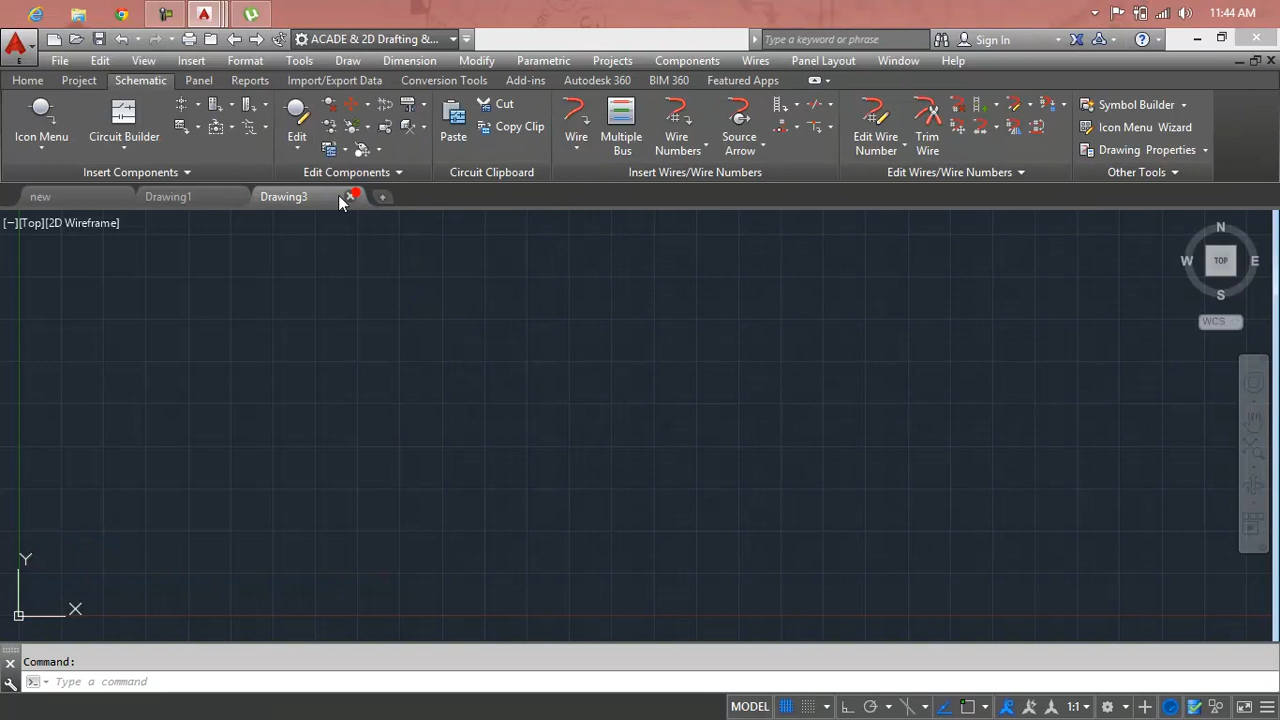 11:44 AM
ACADE & 2D Drafting &...
Type a keyword or phrase
Sign In
File Edit View Insert Format Tools Draw Dimension Modify Parametric Projects Components Wires Panel Layout Window Help
Home Project Schematic Panel Reports Import/Export Data Conversion Tools Add-ins Autodesk 360 BIM 360 Featured Apps
Icon Menu
Circuit Builder
Insert Components
Edit
Edit Components
Paste
Cut
Copy Clip
Circuit Clipboard
Wire
Multiple Bus
Wire Numbers
Source Arrow
Insert Wires/Wire Numbers
Edit Wire Number
Trim Wire
Edit Wires/Wire Numbers
Symbol Builder
Icon Menu Wizard
Drawing Properties
Other Tools
new Drawing1 Drawing3
[−][Top][2D Wireframe]
N
W TOP E
S
WCS
Y
X
Command:
Type a command
MODEL 1:1